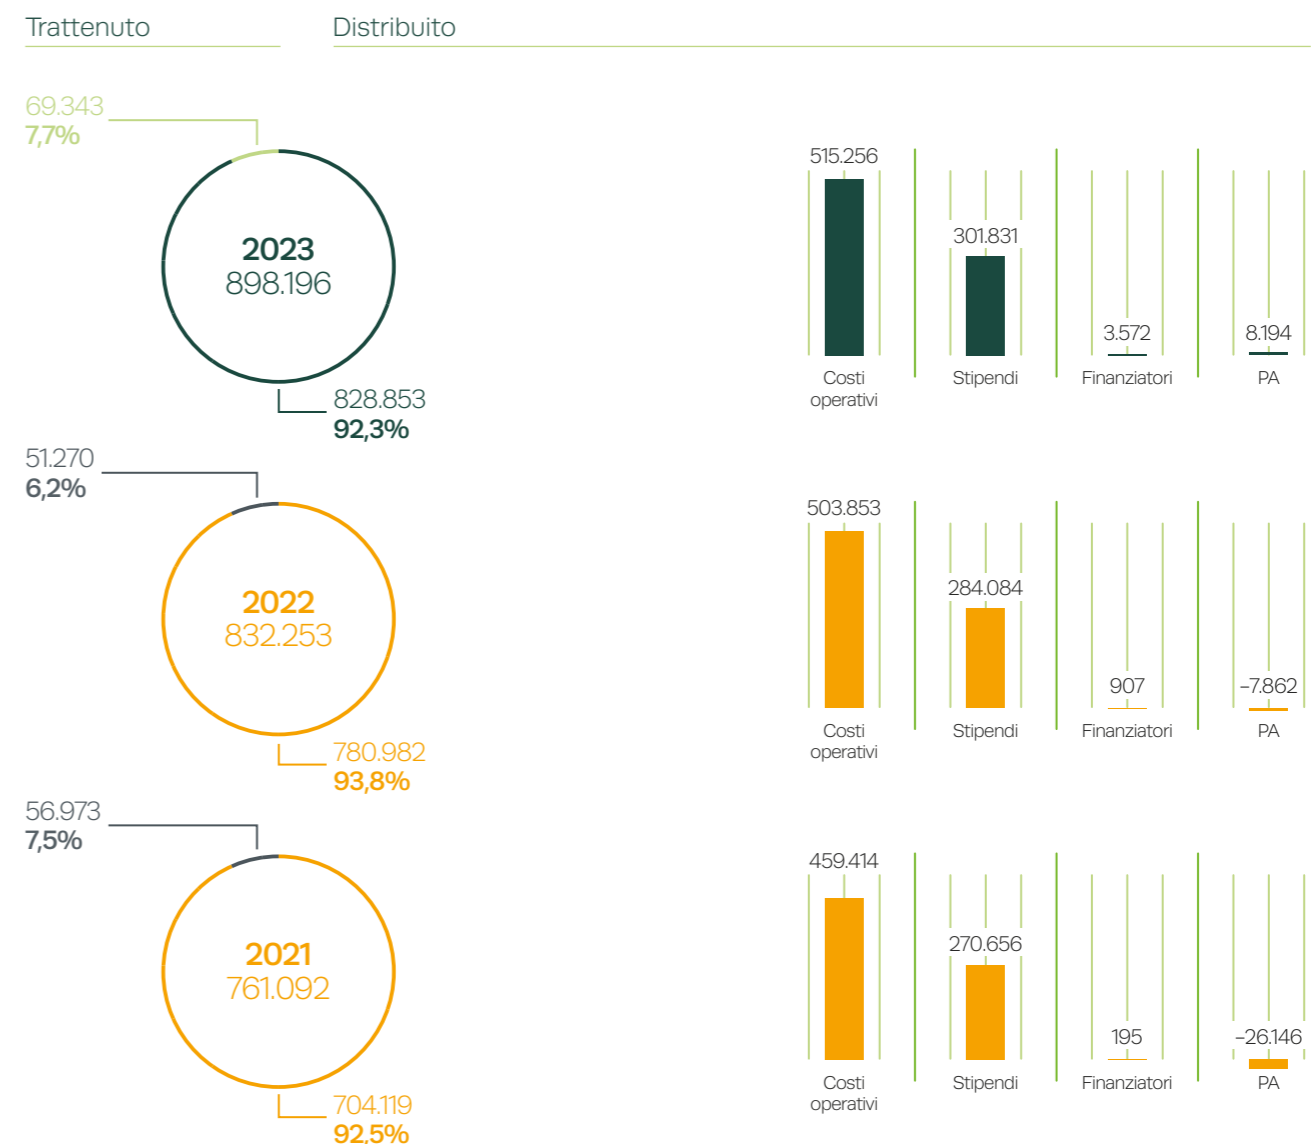 Trattenuto
Distribuito
69.343
7,7%
2023
898.196
828.853
92,3%
515.256
301.831
3.572
8.194
Costi
operativi
Stipendi
Finanziatori
PA
51.270
6,2%
2022
832.253
780.982
93,8%
503.853
284.084
907
-7.862
Costi
operativi
Stipendi
Finanziatori
PA
56.973
7,5%
2021
761.092
704.119
92,5%
459.414
270.656
195
-26.146
Costi
operativi
Stipendi
Finanziatori
PA